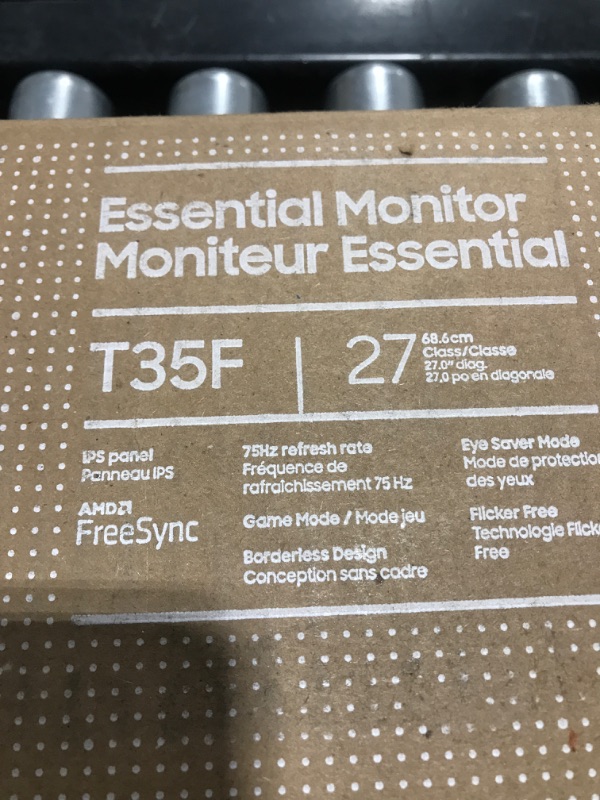 Essential Monitor
Moniteur Essential
T35F
27
68.6cm
Class/Classe
27.0" diag.
27,0 po en diagonale
IPS panel
Panneau IPS
AMD
FreeSync
75Hz refresh rate
Fréquence de
rafraîchissement 75 Hz
Game Mode / Mode jeu
Borderless Design
Conception sans cadre
Eye Saver Mode
Mode de protection
des yeux
Flicker Free
Technologie Flick
Free